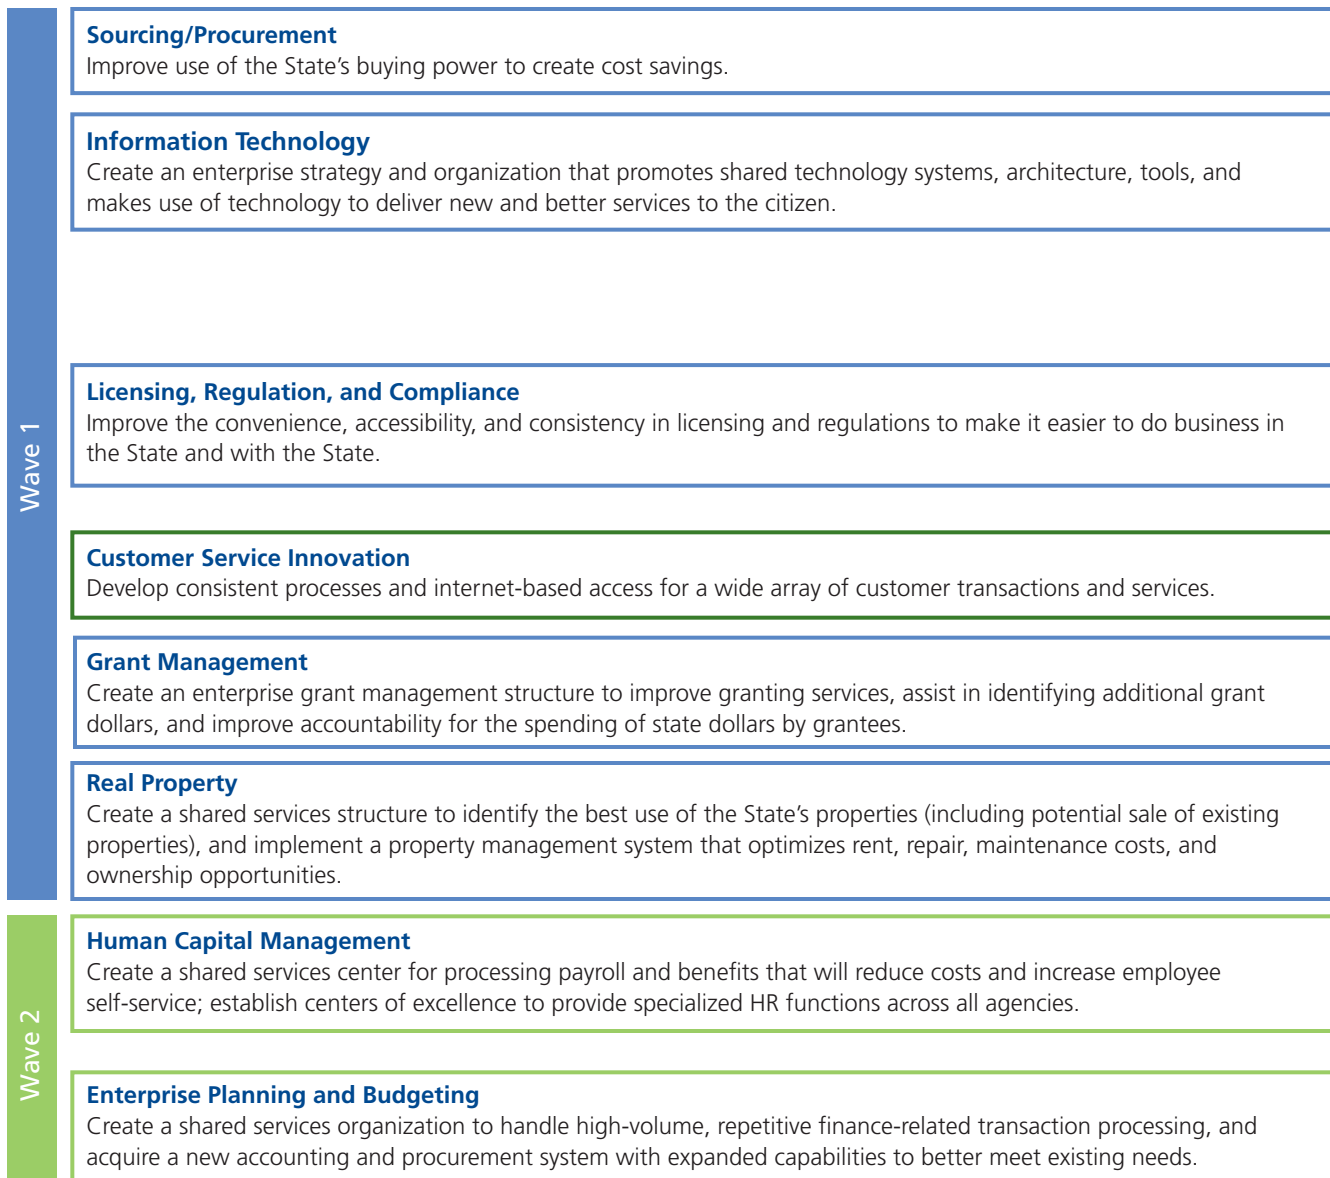 Wave 1
Sourcing/Procurement
Improve use of the State’s buying power to create cost savings.
Information Technology
Create an enterprise strategy and organization that promotes shared technology systems, architecture, tools, and
makes use of technology to deliver new and better services to the citizen.
Licensing, Regulation, and Compliance
Improve the convenience, accessibility, and consistency in licensing and regulations to make it easier to do business in
the State and with the State.
Customer Service Innovation
Develop consistent processes and internet-based access for a wide array of customer transactions and services.
Grant Management
Create an enterprise grant management structure to improve granting services, assist in identifying additional grant
dollars, and improve accountability for the spending of state dollars by grantees.
Real Property
Create a shared services structure to identify the best use of the State’s properties (including potential sale of existing
properties), and implement a property management system that optimizes rent, repair, maintenance costs, and
ownership opportunities.
Wave 2
Human Capital Management
Create a shared services center for processing payroll and benefits that will reduce costs and increase employee
self-service; establish centers of excellence to provide specialized HR functions across all agencies.
Enterprise Planning and Budgeting
Create a shared services organization to handle high-volume, repetitive finance-related transaction processing, and
acquire a new accounting and procurement system with expanded capabilities to better meet existing needs.